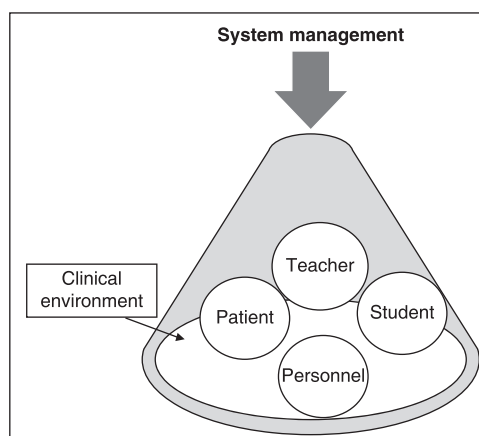 System management
Teacher
Clinical
environment
Patient
Student
Personnel